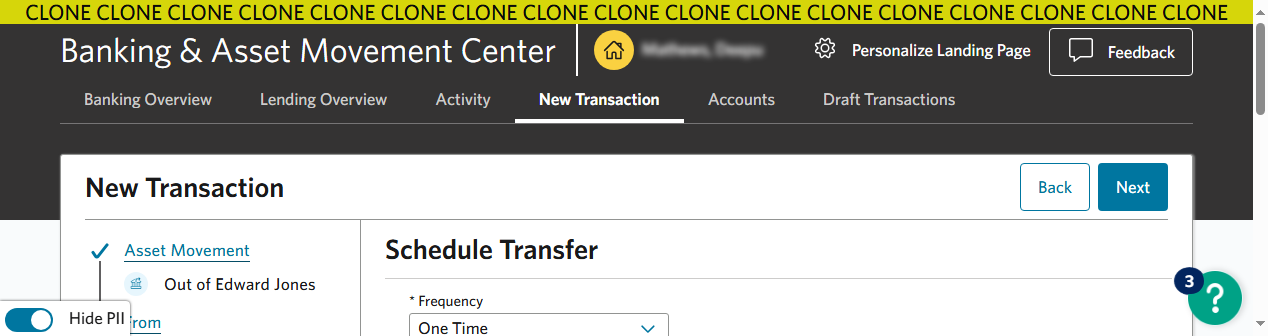 CLONE CLONE CLONE CLONE CLONE CLONE CLONE CLONE CLONE CLONE CLONE CLONE CLONE CLONE CLONE CLONE CLONE
Banking & Asset Movement Center
Personalize Landing Page
Feedback
Banking Overview
Lending Overview
Activity
New Transaction
Accounts
Draft Transactions
New Transaction
Back
Next
Asset Movement
Out of Edward Jones
Schedule Transfer
* Frequency
One Time
3
?
Hide PII
From